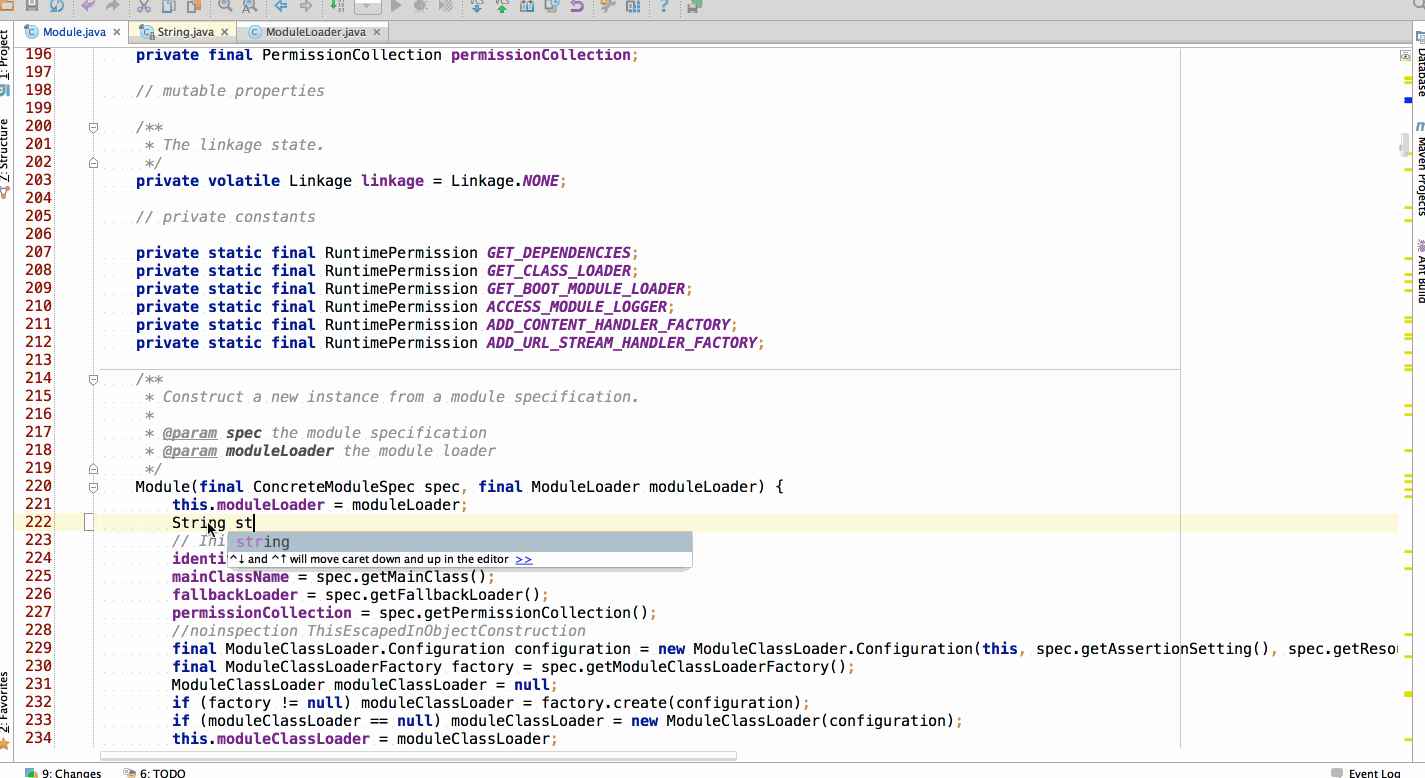 VCS VCS
Module.java String.java ModuleLoader.java
1: Project
7: Structure
2: Favorites
196 private final PermissionCollection permissionCollection;
197
198 // mutable properties
199
200 /**
201 * The linkage state.
202 */
203 private volatile Linkage linkage = Linkage.NONE;
204
205 // private constants
206
207 private static final RuntimePermission GET_DEPENDENCIES;
208 private static final RuntimePermission GET_CLASS_LOADER;
209 private static final RuntimePermission GET_BOOT_MODULE_LOADER;
210 private static final RuntimePermission ACCESS_MODULE_LOGGER;
211 private static final RuntimePermission ADD_CONTENT_HANDLER_FACTORY;
212 private static final RuntimePermission ADD_URL_STREAM_HANDLER_FACTORY;
213
214 /**
215 * Construct a new instance from a module specification.
216 *
217 * @param spec the module specification
218 * @param moduleLoader the module loader
219 */
220 Module(final ConcreteModuleSpec spec, final ModuleLoader moduleLoader) {
221 this.moduleLoader = moduleLoader;
222 String st
223 // Ini
string
224 identi
^↓ and ^↑ will move caret down and up in the editor >>
225 mainClassName = spec.getMainClass();
226 fallbackLoader = spec.getFallbackLoader();
227 permissionCollection = spec.getPermissionCollection();
228 //noinspection ThisEscapedInObjectConstruction
229 final ModuleClassLoader.Configuration configuration = new ModuleClassLoader.Configuration(this, spec.getAssertionSetting(), spec.getReso
230 final ModuleClassLoaderFactory factory = spec.getModuleClassLoaderFactory();
231 ModuleClassLoader moduleClassLoader = null;
232 if (factory != null) moduleClassLoader = factory.create(configuration);
233 if (moduleClassLoader == null) moduleClassLoader = new ModuleClassLoader(configuration);
234 this.moduleClassLoader = moduleClassLoader;
Database
Maven Projects
Ant Build
9: Changes 6: TODO Event Log